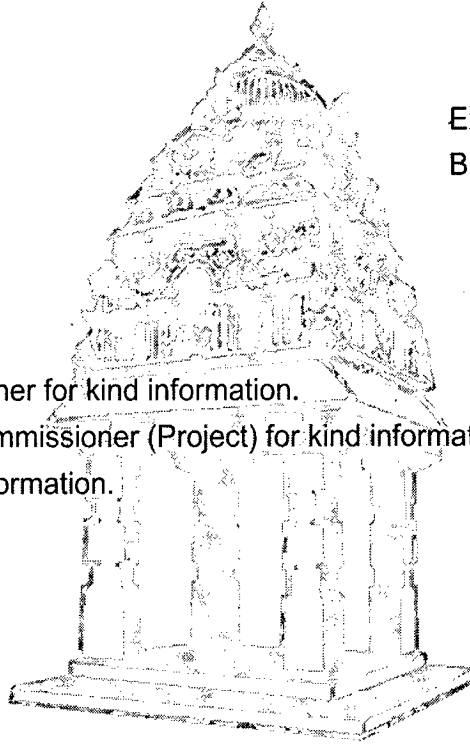 E
B
ner for kind information.
mmissioner (Project) for kind informat
ormation.